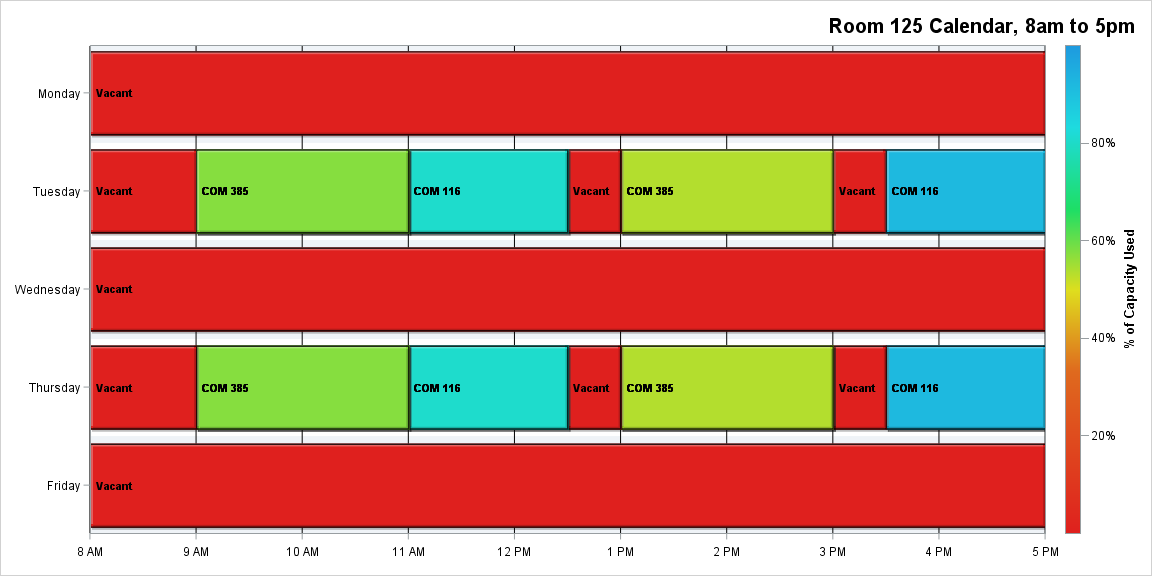 Room 125 Calendar, 8am to 5pm
Monday
Vacant
Tuesday
Vacant
COM 385
COM 116
Vacant
COM 385
Vacant
COM 116
Wednesday
Vacant
Thursday
Vacant
COM 385
COM 116
Vacant
COM 385
Vacant
COM 116
Friday
Vacant
8 AM
9 AM
10 AM
11 AM
12 PM
1 PM
2 PM
3 PM
4 PM
5 PM
80%
60%
40%
20%
% of Capacity Used